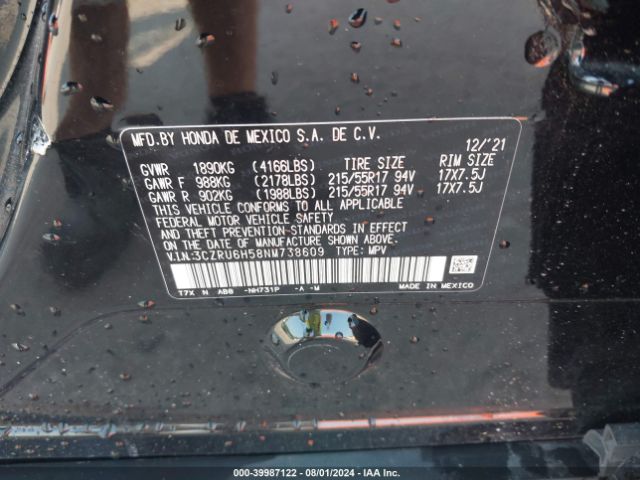 MFD.BY HONDA DE MEXICO S.A. DE C.V. 12/'21
GVWR 1890KG (4166LBS) TIRE SIZE RIM SIZE
GAWR F 988KG (2178LBS) 215/55R17 94V 17X7.5J
GAWR R 902KG (1988LBS) 215/55R17 94V 17X7.5J
THIS VEHICLE CONFORMS TO ALL APPLICABLE
FEDERAL MOTOR VEHICLE SAFETY
AND THEFT PREVENTION STANDARDS IN EFFECT
ON THE DATE OF MANUFACTURE SHOWN ABOVE.
V.I.N.:3CZRU6H58NM738609 TYPE: MPV
T7X N AB8 -NH731P -A -M MADE IN MEXICO
000-39987122 - 08/01/2024 - IAA Inc.